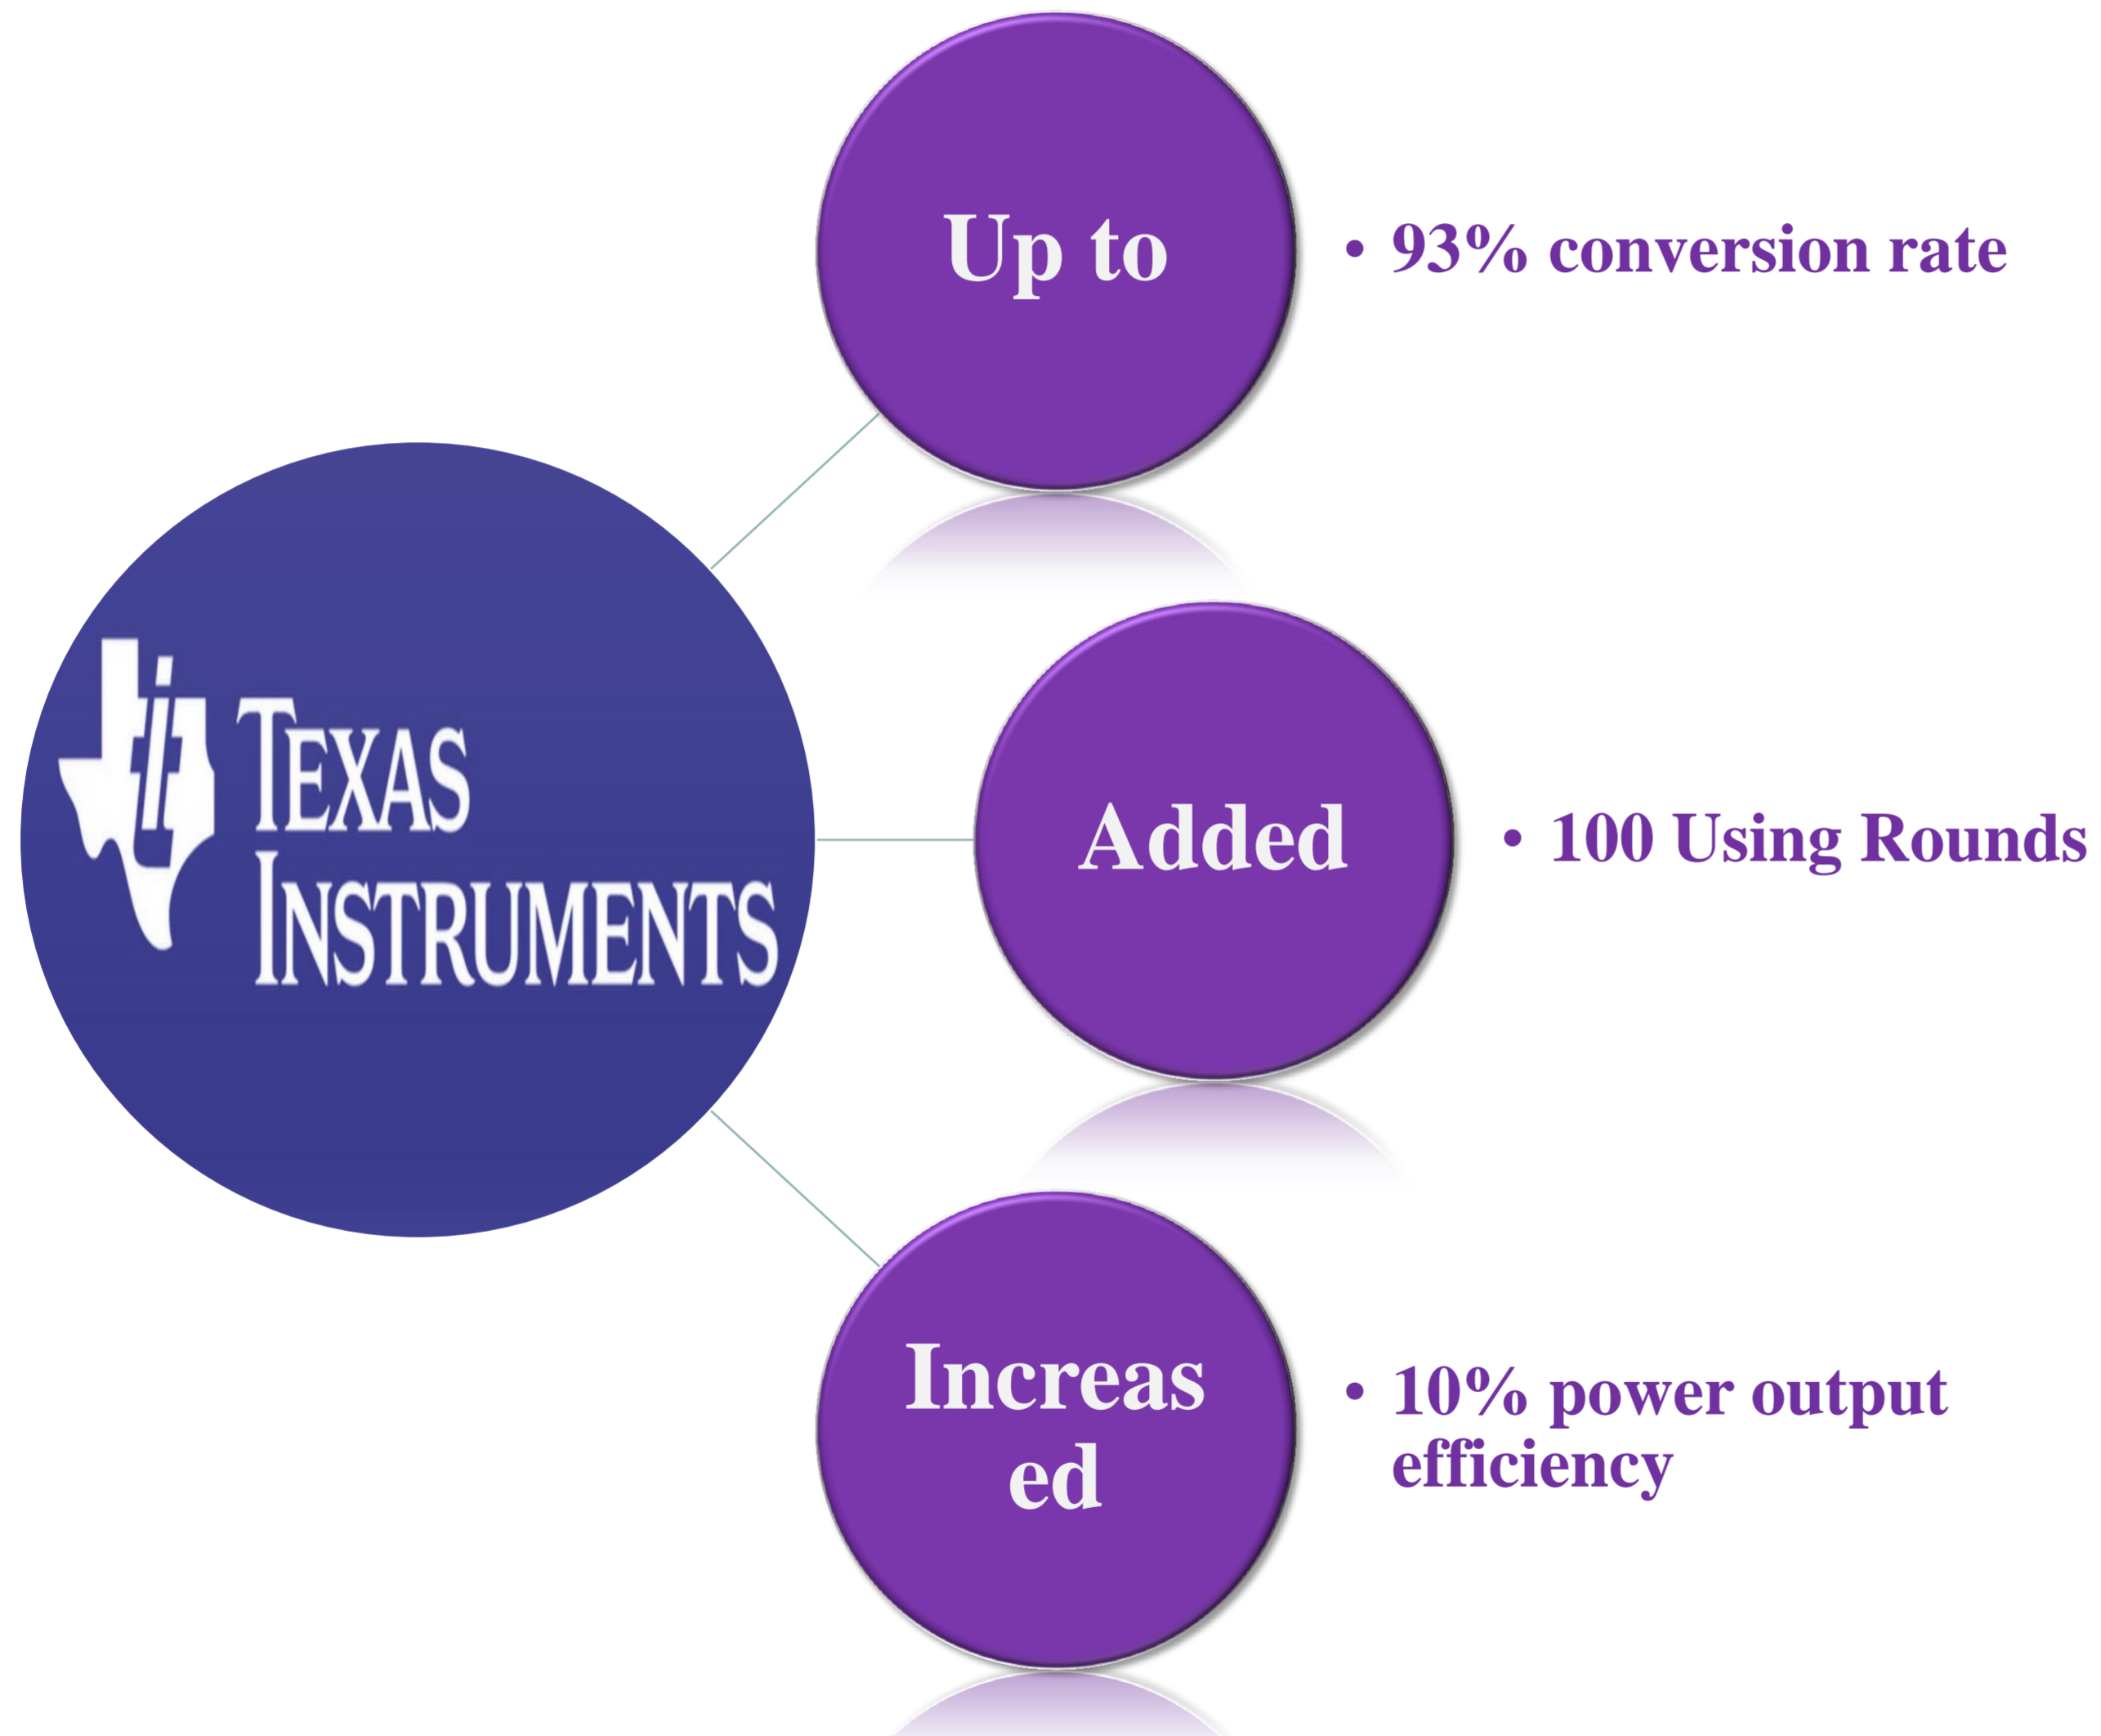 Up to
• 93% conversion rate
TEXAS
INSTRUMENTS
Added
• 100 Using Rounds
Increas
ed
• 10% power output
efficiency